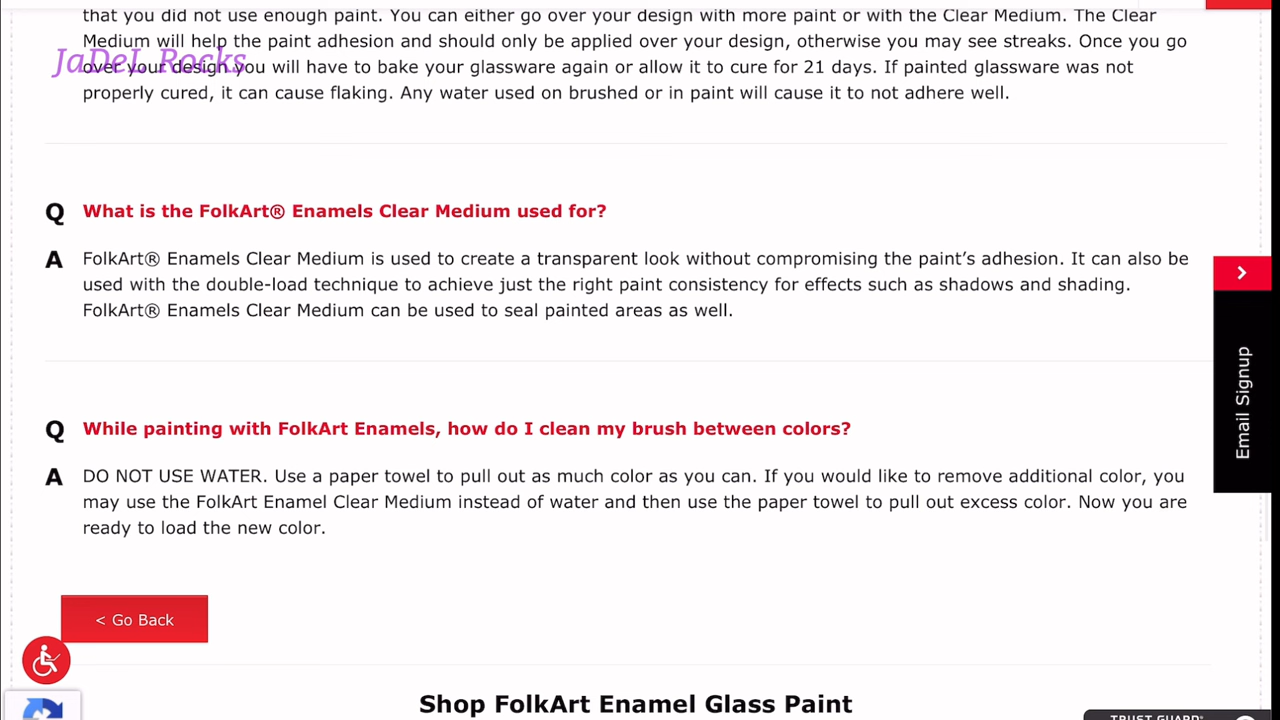 that you did not use enough paint. You can either go over your design with more paint or with the Clear Medium. The Clear
Medium will help the paint adhesion and should only be applied over your design, otherwise you may see streaks. Once you go
JaDeL Rocks
over your design you will have to bake your glassware again or allow it to cure for 21 days. If painted glassware was not
properly cured, it can cause flaking. Any water used on brushed or in paint will cause it to not adhere well.
Q What is the FolkArt® Enamels Clear Medium used for?
A FolkArt® Enamels Clear Medium is used to create a transparent look without compromising the paint's adhesion. It can also be
used with the double-load technique to achieve just the right paint consistency for effects such as shadows and shading.
FolkArt® Enamels Clear Medium can be used to seal painted areas as well.
>
Email Signup
Q While painting with FolkArt Enamels, how do I clean my brush between colors?
A DO NOT USE WATER. Use a paper towel to pull out as much color as you can. If you would like to remove additional color, you
may use the FolkArt Enamel Clear Medium instead of water and then use the paper towel to pull out excess color. Now you are
ready to load the new color.
< Go Back
Shop FolkArt Enamel Glass Paint
TRUST GUARD®